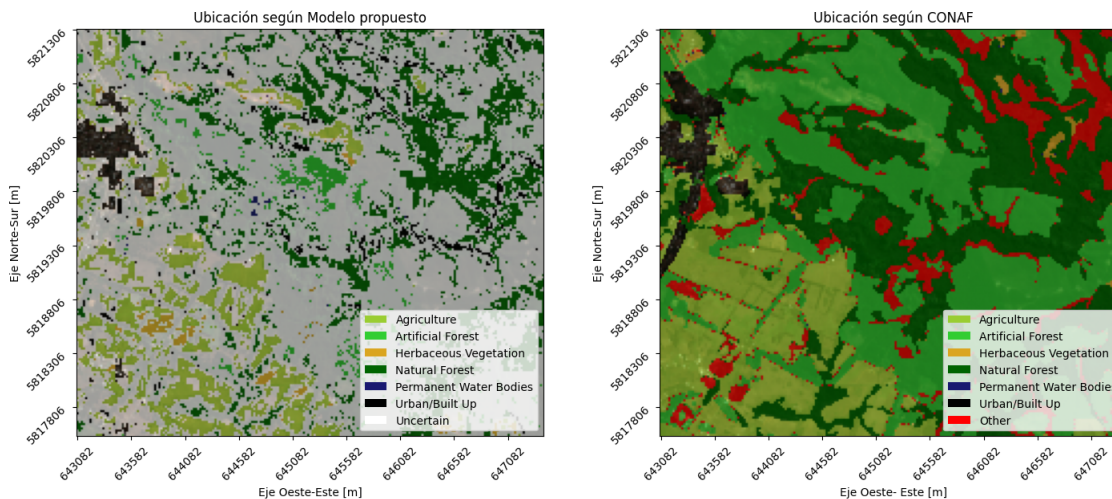 Ubicación según Modelo propuesto
Eje Norte-Sur [m]
5821306
5820806
5820306
5819806
5819306
5818806
5818306
5817806
Agriculture
Artificial Forest
Herbaceous Vegetation
Natural Forest
Permanent Water Bodies
Urban/Built Up
Uncertain
643082
643582
644082
644582
645082
645582
646082
646582
647082
Eje Oeste-Este [m]
Ubicación según CONAF
Eje Norte-Sur [m]
5821306
5820806
5820306
5819806
5819306
5818806
5818306
5817806
Agriculture
Artificial Forest
Herbaceous Vegetation
Natural Forest
Permanent Water Bodies
Urban/Built Up
Other
643082
643582
644082
644582
645082
645582
646082
646582
647082
Eje Oeste- Este [m]